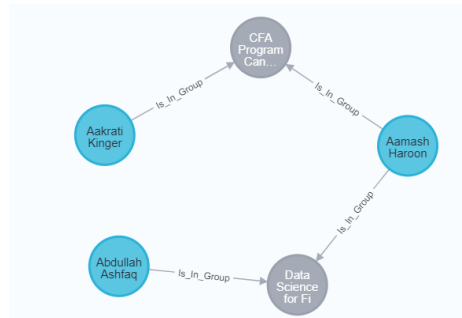 CFA
Program
Can...
Is_In_Group
Is_In_Group
Aakrati
Kinger
Aamash
Haroon
Is_In_Group
Abdullah
Ashfaq
Is_In_Group
Data
Science
for Fi